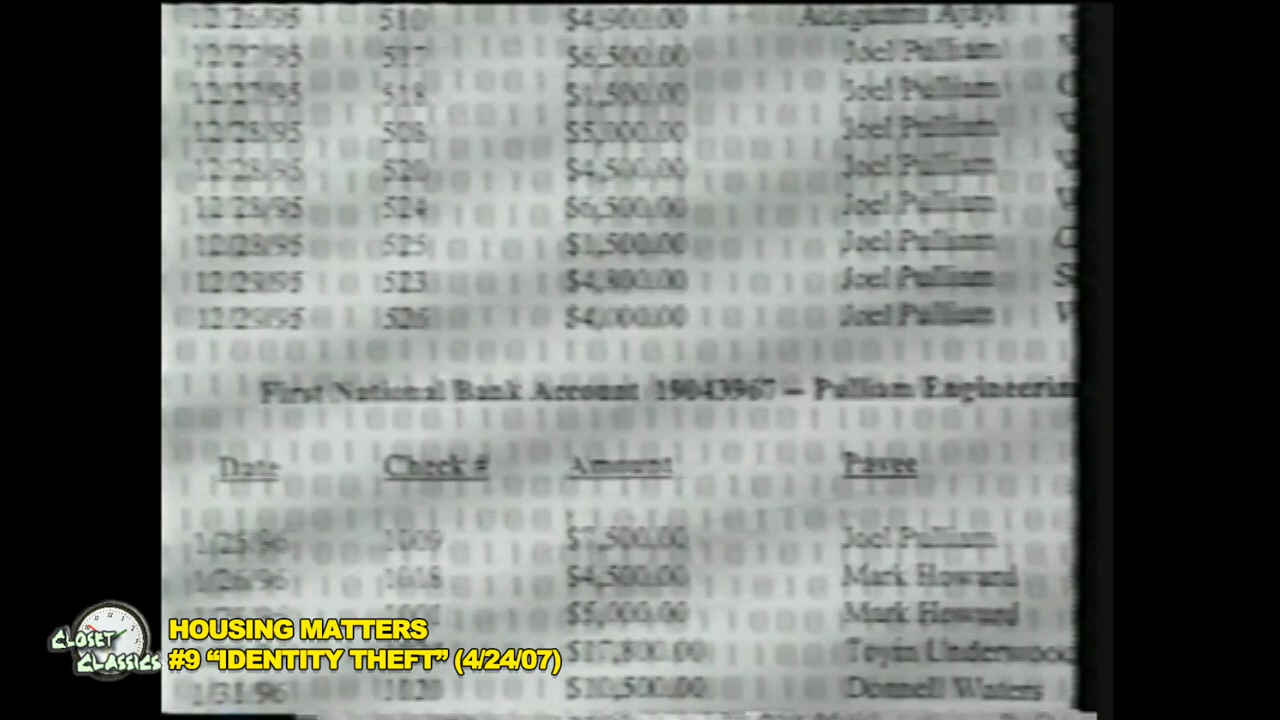 12/26/95 510 $4,900.00
12/27/95 517 $6,500.00 Joel Pulliam
12/27/95 518 $1,500.00 Joel Pulliam
12/28/95 508 $5,000.00 Joel Pulliam
12/28/95 520 $4,500.00 Joel Pulliam
12/28/95 524 $6,500.00 Joel Pulliam
12/28/95 525 $1,500.00 Joel Pulliam
12/29/95 523 $4,800.00 Joel Pulliam
12/29/95 526 $4,000.00 Joel Pulliam
First National Bank Account 19043967 – Pulliam Engineerin
Date Check # Amount Payee
1/25/96 1009 $7,500.00 Joel Pulliam
1/26/96 1018 $4,500.00 Mark Howard
$5,000.00 Mark Howard
$17,800.00 Toyin Underwood
1/31/96 1020 $10,500.00 Donnell Waters
CLOSET CLASSICS
HOUSING MATTERS
#9 “IDENTITY THEFT” (4/24/07)